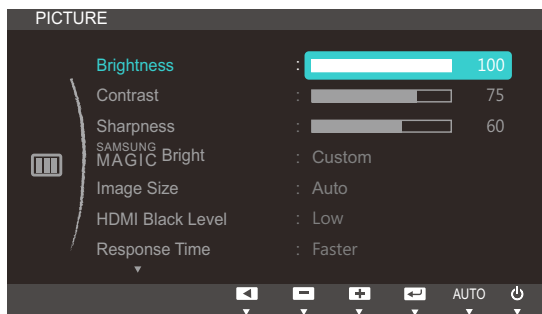 PICTURE
Brightness : 100
Contrast : 75
Sharpness : 60
SAMSUNG
MAGIC Bright : Custom
Image Size : Auto
HDMI Black Level : Low
Response Time : Faster
AUTO